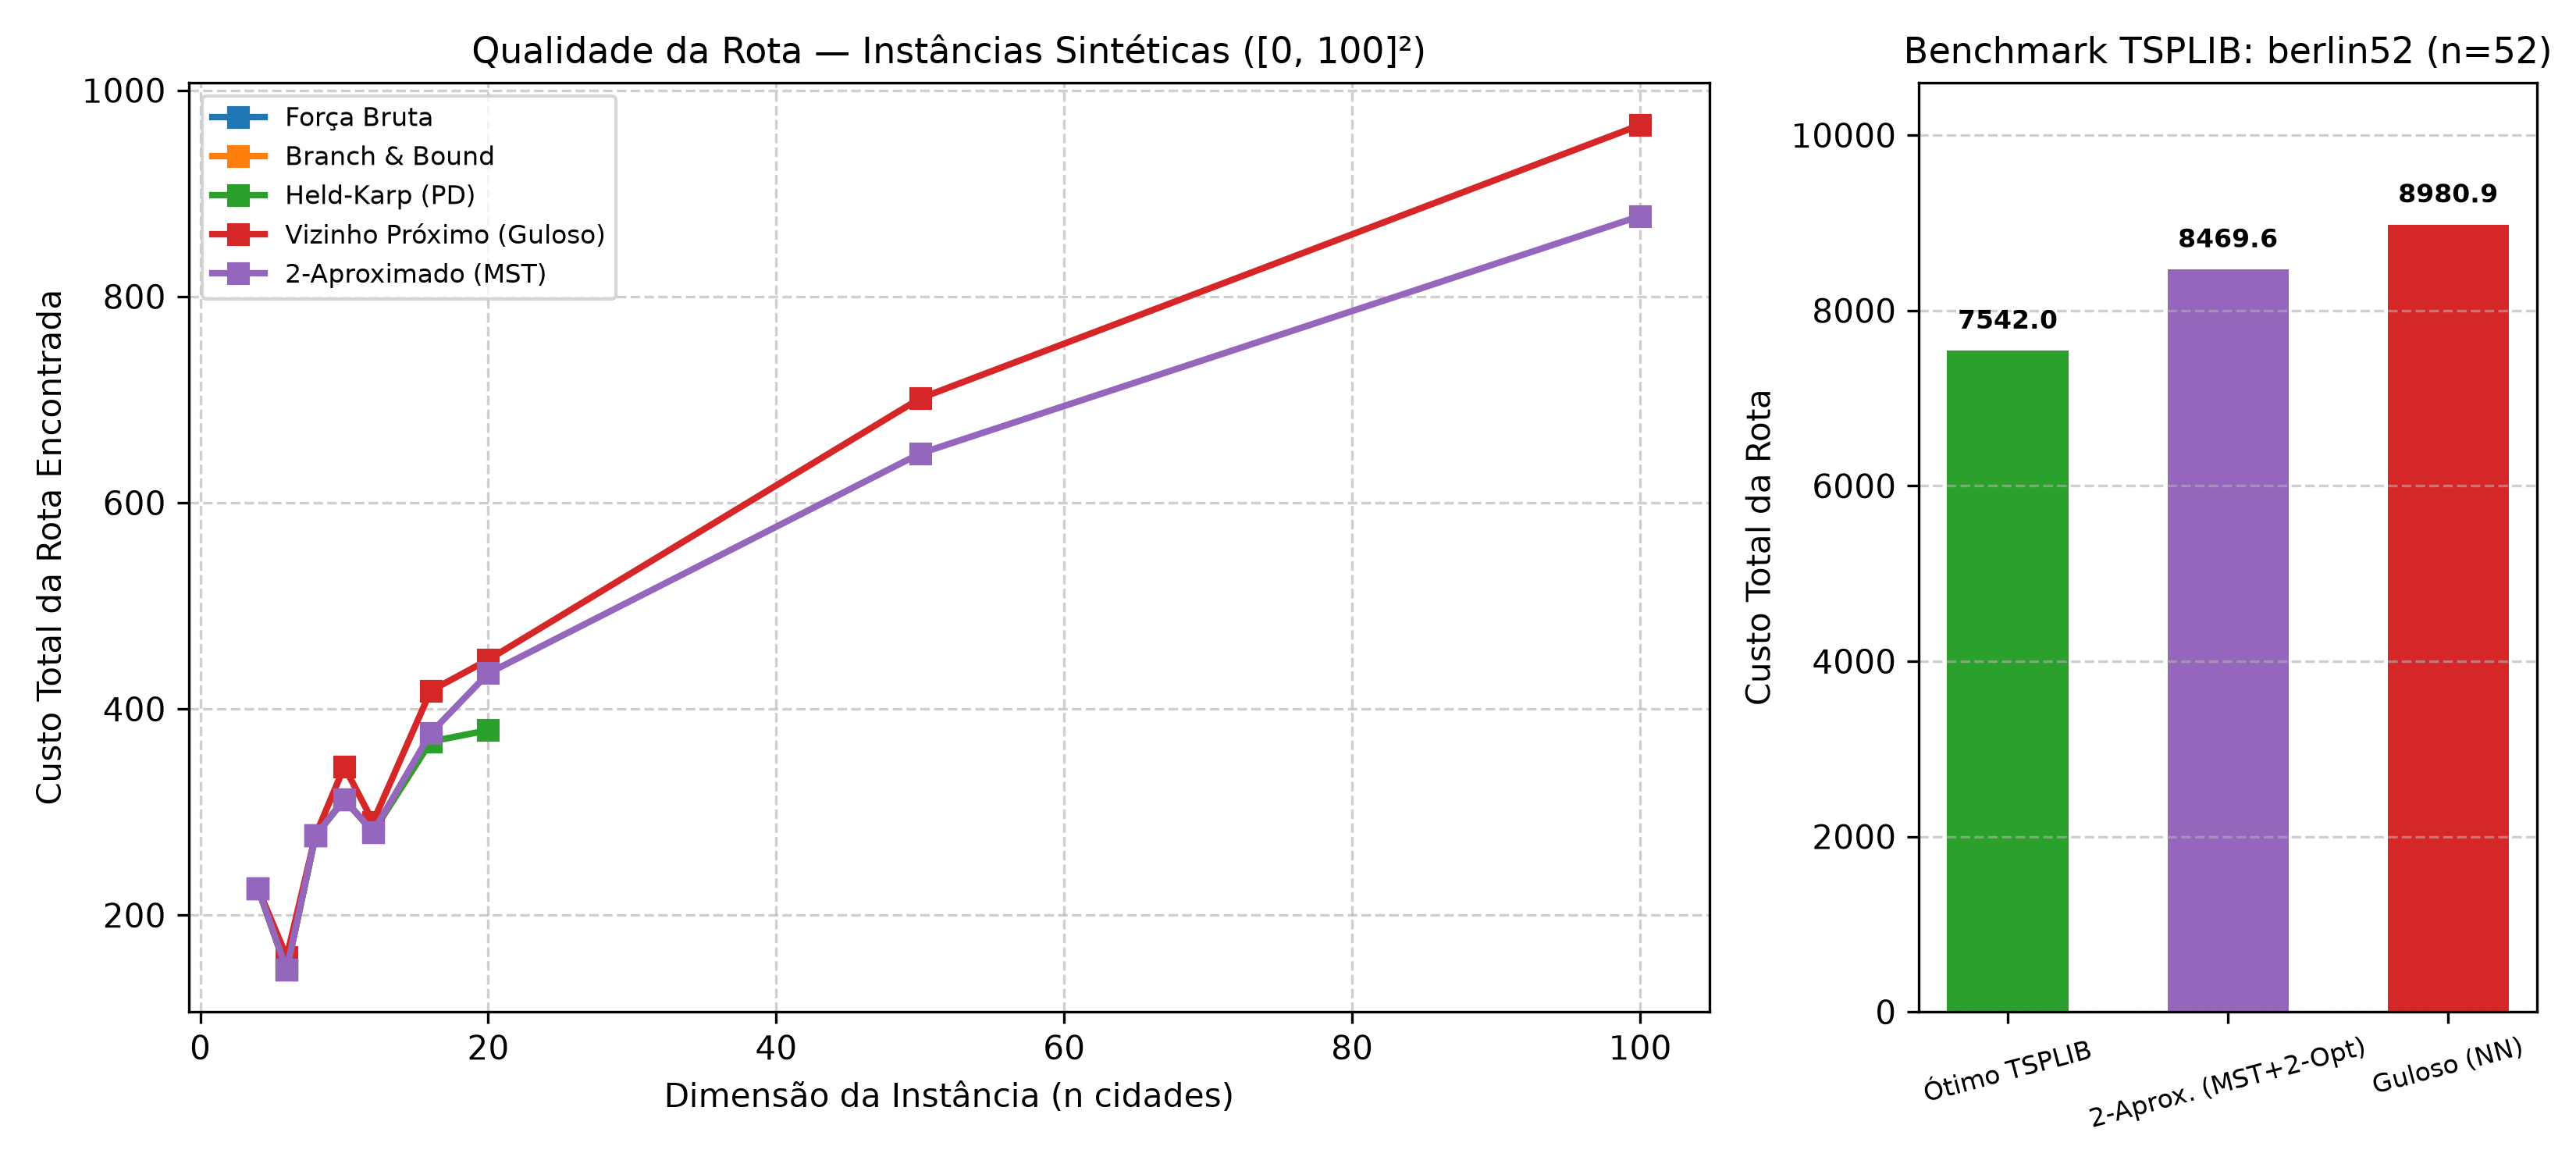 Qualidade da Rota — Instâncias Sintéticas ([0, 100]²)
Custo Total da Rota Encontrada
1000
800
600
400
200
Força Bruta
Branch & Bound
Held-Karp (PD)
Vizinho Próximo (Guloso)
2-Aproximado (MST)
0 20 40 60 80 100
Dimensão da Instância (n cidades)
Benchmark TSPLIB: berlin52 (n=52)
Custo Total da Rota
10000
8000
6000
4000
2000
0
7542.0
8469.6
8980.9
Ótimo TSPLIB
2-Aprox. (MST+2-Opt)
Guloso (NN)